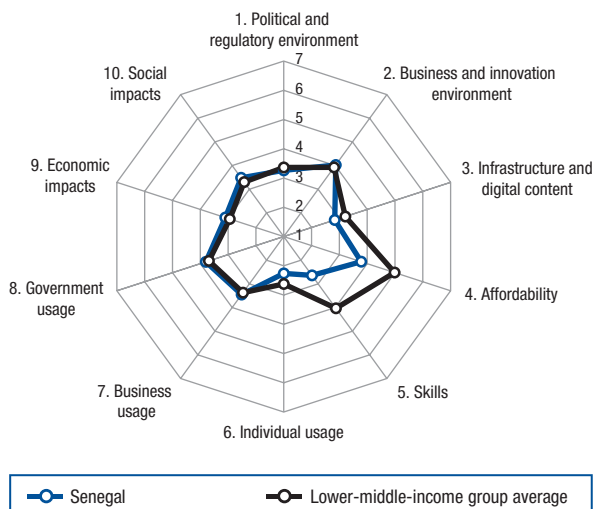 1. Political and
regulatory environment
2. Business and innovation
environment
3. Infrastructure and
digital content
4. Affordability
5. Skills
6. Individual usage
7. Business
usage
8. Government
usage
9. Economic
impacts
10. Social
impacts
7
6
5
4
3
2
1
Senegal
Lower-middle-income group average